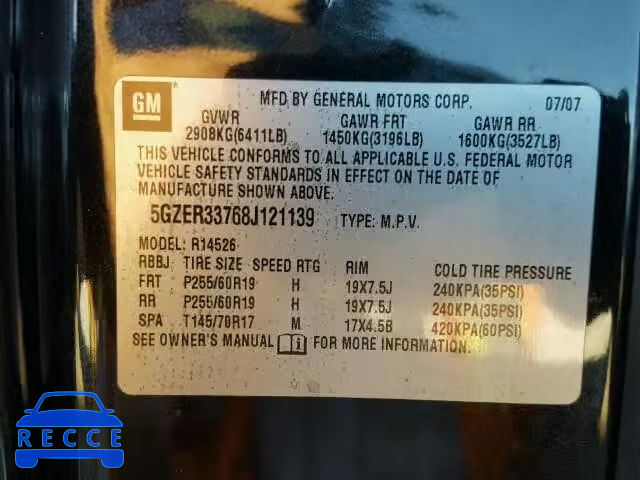 GM
MFD BY GENERAL MOTORS CORP. 07/07
GVWR GAWR FRT GAWR RR
2908KG(6411LB) 1450KG(3196LB) 1600KG(3527LB)
THIS VEHICLE CONFORMS TO ALL APPLICABLE U.S. FEDERAL MOTOR
VEHICLE SAFETY STANDARDS IN EFFECT ON THE DATE OF
MANUFACTURE SHOWN ABOVE.
5GZER33768J121139 TYPE: M.P.V.
MODEL: R14526
RBBJ TIRE SIZE SPEED RTG RIM COLD TIRE PRESSURE
FRT P255/60R19 H 19X7.5J 240KPA(35PSI)
RR P255/60R19 H 19X7.5J 240KPA(35PSI)
SPA T145/70R17 M 17X4.5B 420KPA(60PSI)
SEE OWNER'S MANUAL FOR MORE INFORMATION.
RECCE